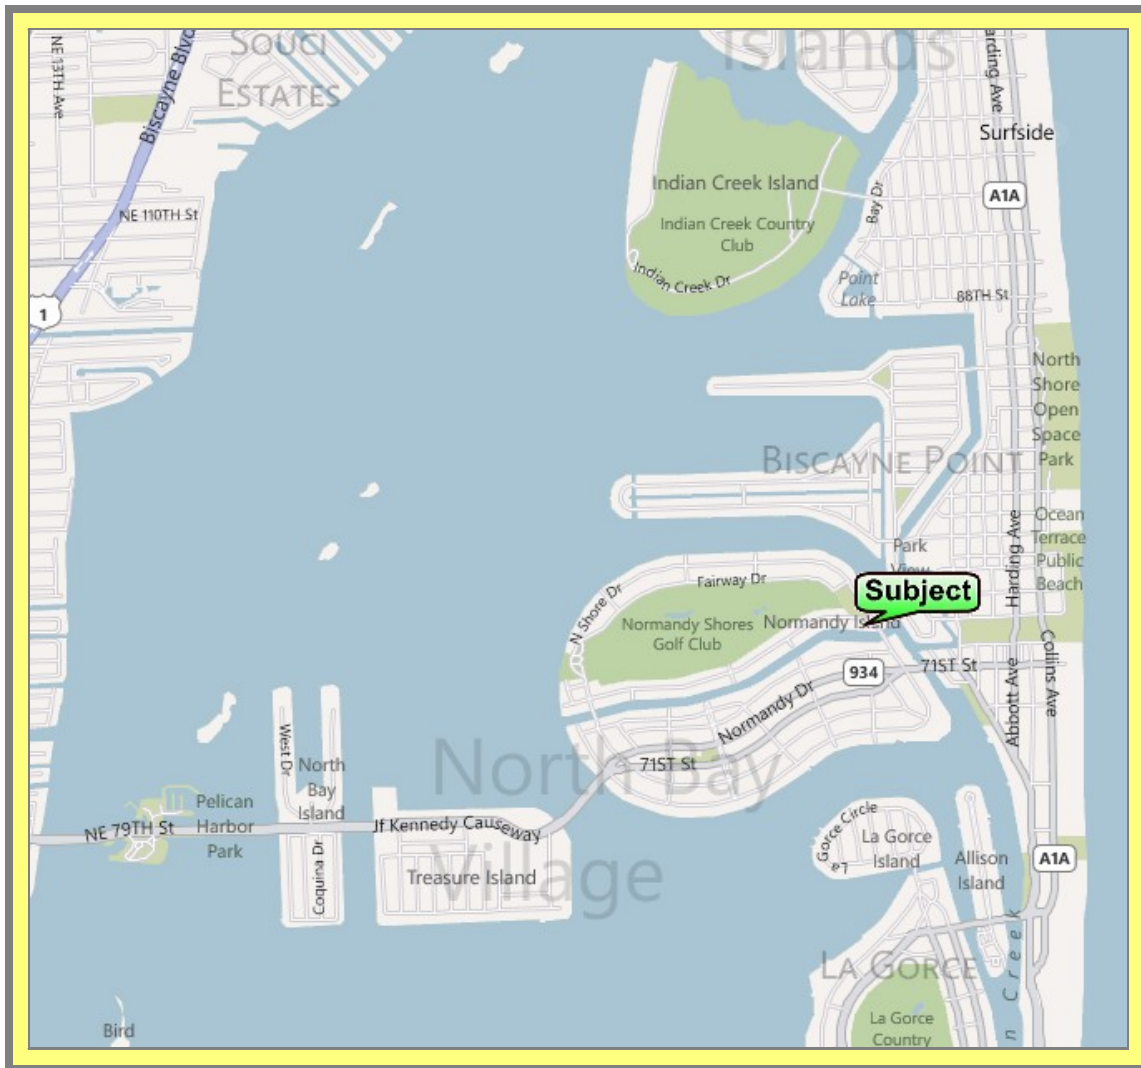 NE 13TH Ave
SOUCI
ESTATES
Biscayne Blvd
Islands
arding Ave
Surfside
A1A
Indian Creek Island
Indian Creek Country
Club
Bay Dr
NE 110TH St
Indian Creek Dr
Point
Lake
88TH St
1
North
Shore
Open
Space
Park
BISCAYNE POINT
Ocean
Terrace
Public
Beach
Harding Ave
Park
View
Subject
Fairway Dr
N Shore Dr
Normandy Shores
Golf Club
Normandy Island
934
71ST St
Collins Ave
Abbott Ave
Normandy Dr
71ST St
North Bay
Village
West Dr
North
Bay
Island
Pelican
Harbor
Park
NE 79TH St
Jf Kennedy Causeway
Coquina Dr
Treasure Island
La Gorce Circle
La Gorce
Island
Allison
Island
A1A
LA GORCE
n Creek
La Gorce
Country
Bird